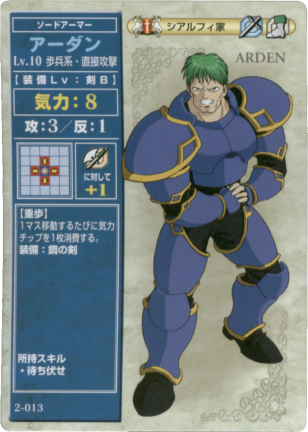 ソードアーマー
アーダン
Lv.10 歩兵系・直接攻撃
【装備Lv:剣B】
気力:8
攻:3/反:1
に対して
+1
【重歩】
1マス移動するたびに気力
チップを1枚消費する。
装備:鋼の剣
所持スキル
・待ち伏せ
2-013
シアルフィ家
ARDEN